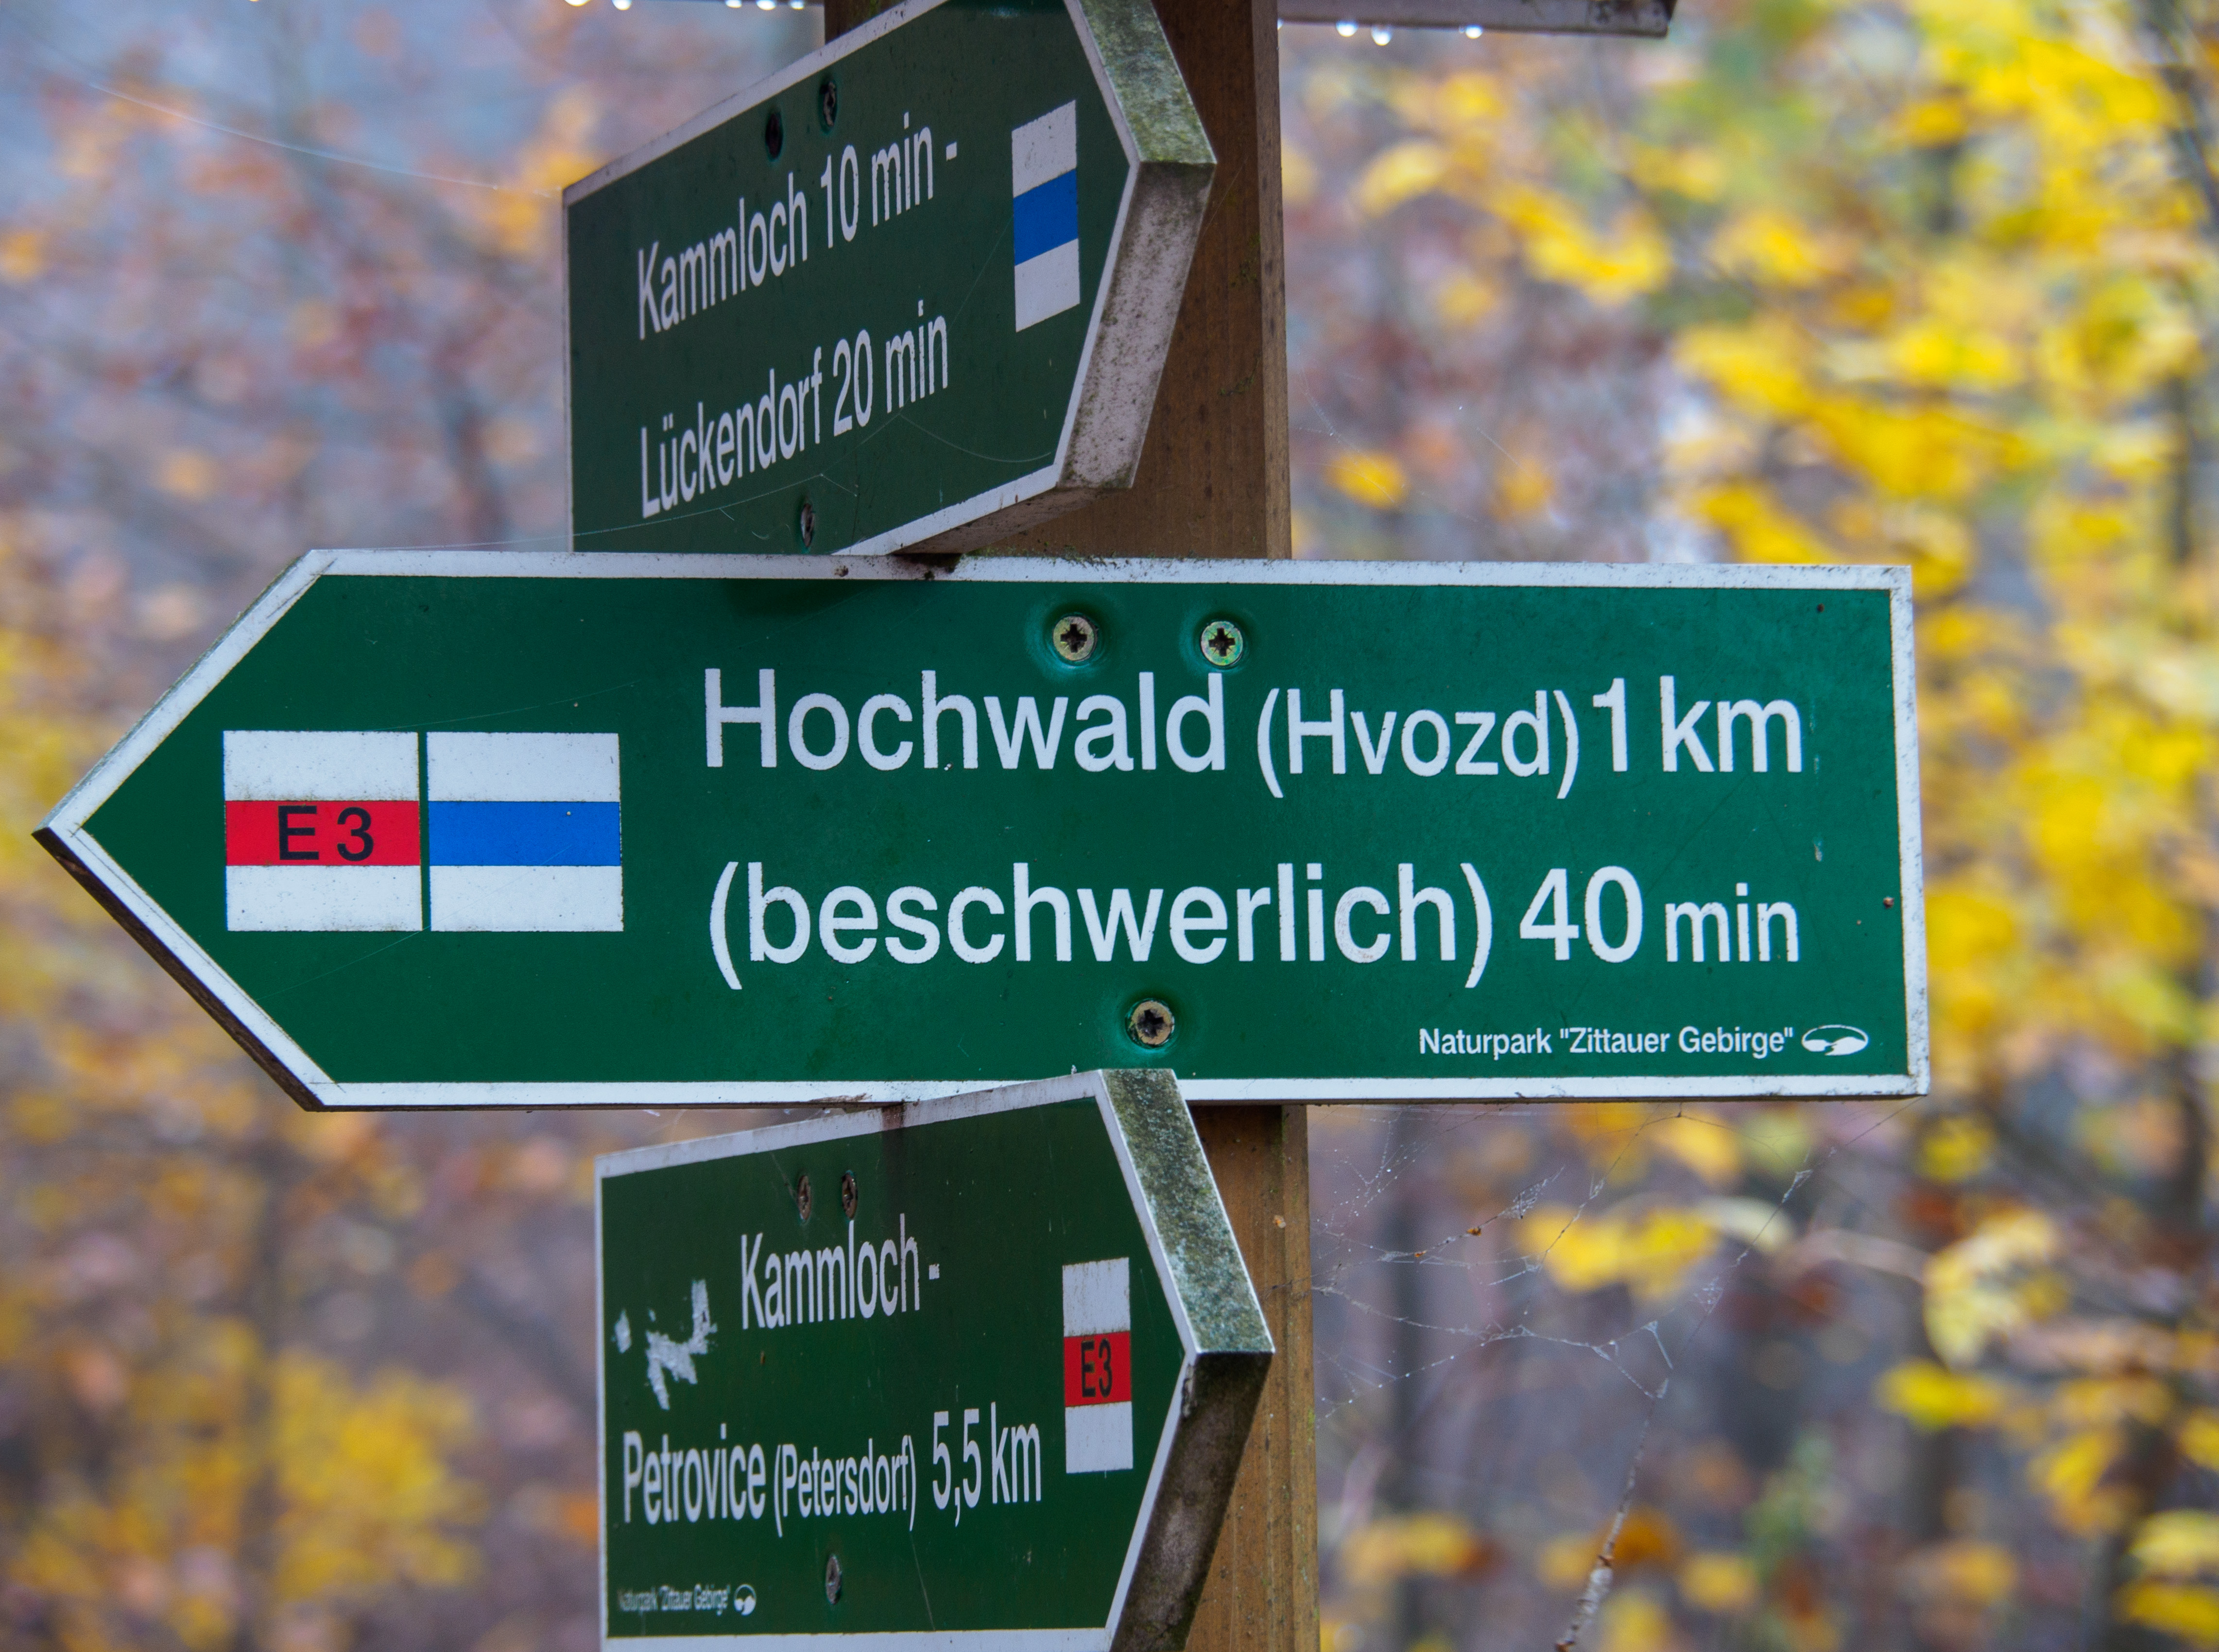 Kammloch 10 min -
Lückendorf 20 min
Hochwald (Hvozd) 1 km
E3
(beschwerlich) 40 min
Naturpark "Zittauer Gebirge"
Kammloch -
E3
Petrovice (Petersdorf) 5,5 km
Naturpark "Zittauer Gebirge"